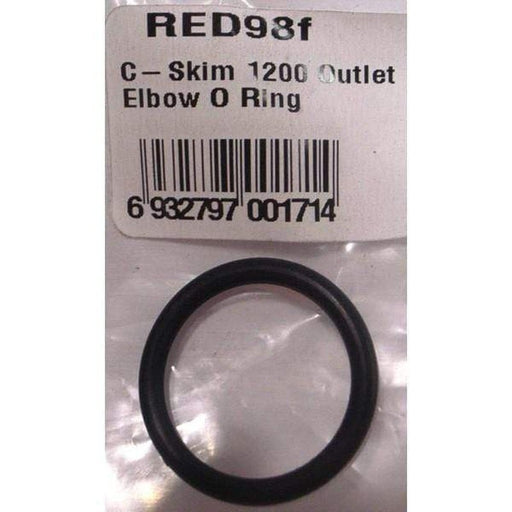 RED98f
C-Skim 1200 Outlet
Elbow O Ring
6 932797 001714